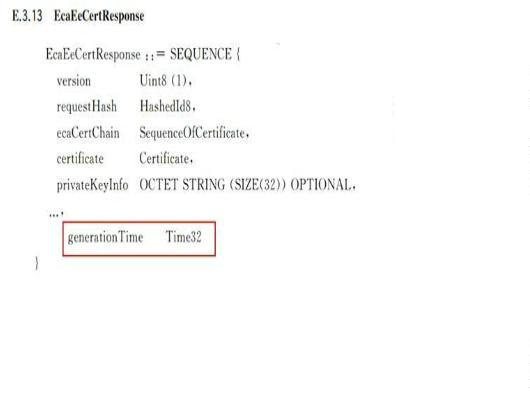 E.3.13 EcaEeCertResponse
EcaEeCertResponse ::= SEQUENCE {
version Uint8 (1),
requestHash HashedId8,
ecaCertChain SequenceOfCertificate,
certificate Certificate,
privateKeyInfo OCTET STRING (SIZE(32)) OPTIONAL,
...,
generationTime Time32
}